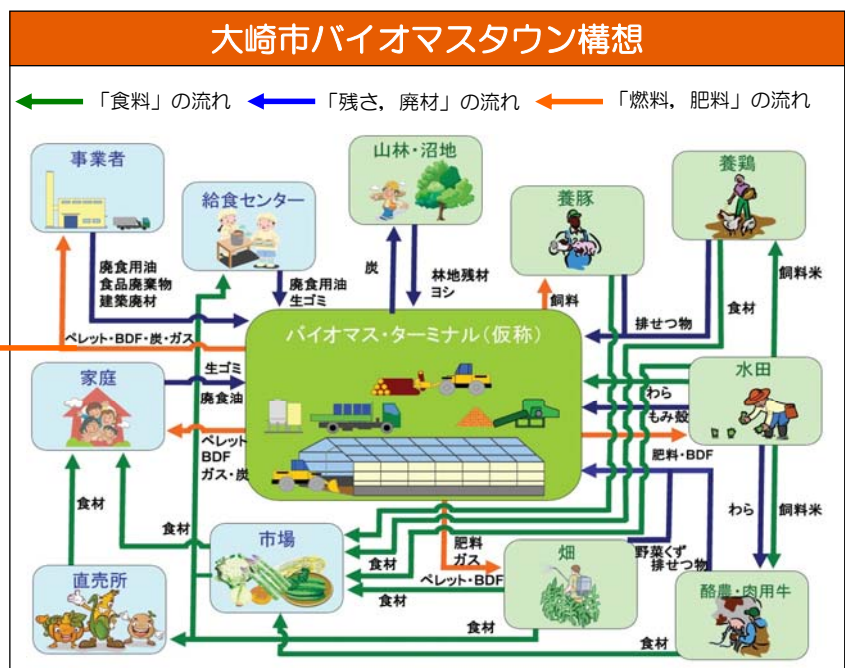 大崎市バイオマスタウン構想
「食料」の流れ
「残さ，廃材」の流れ
「燃料，肥料」の流れ
事業者
給食センター
山林・沼地
養豚
養鶏
廃食用油
食品廃棄物
建築廃材
廃食用油
生ゴミ
炭
林地残材
ヨシ
飼料
排せつ物
食材
飼料米
ペレット・BDF・炭・ガス
バイオマス・ターミナル（仮称）
家庭
生ゴミ
廃食油
ペレット
BDF
ガス・炭
水田
わら
もみ殻
肥料・BDF
わら
飼料米
食材
食材
市場
食材
肥料
ガス
ペレット・BDF
食材
畑
野菜くず
排せつ物
直売所
酪農・肉用牛
食材
食材